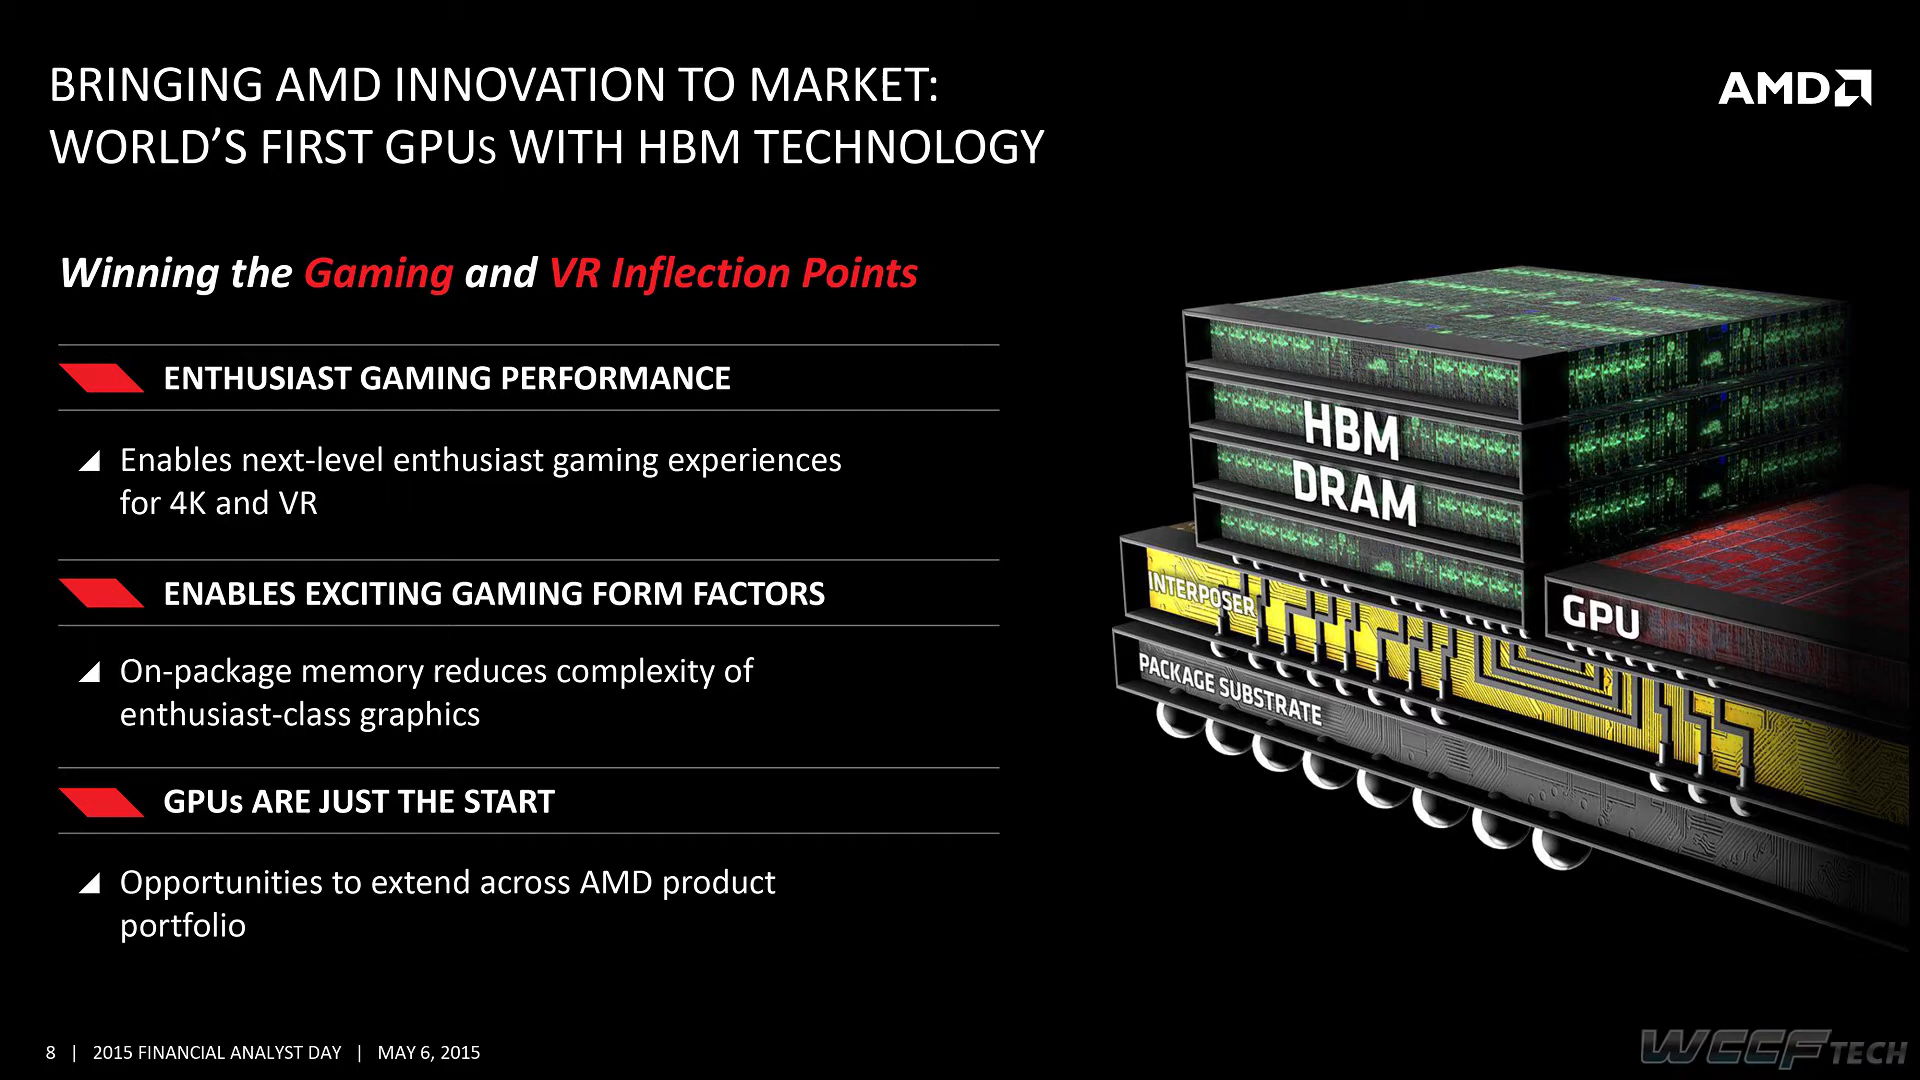 BRINGING AMD INNOVATION TO MARKET:
WORLD'S FIRST GPUs WITH HBM TECHNOLOGY
AMD
Winning the Gaming and VR Inflection Points
ENTHUSIAST GAMING PERFORMANCE
Enables next-level enthusiast gaming experiences
for 4K and VR
ENABLES EXCITING GAMING FORM FACTORS
On-package memory reduces complexity of
enthusiast-class graphics
GPUs ARE JUST THE START
Opportunities to extend across AMD product
portfolio
HBM
DRAM
INTERPOSER
GPU
PACKAGE SUBSTRATE
8 | 2015 FINANCIAL ANALYST DAY | MAY 6, 2015
WCCFTECH